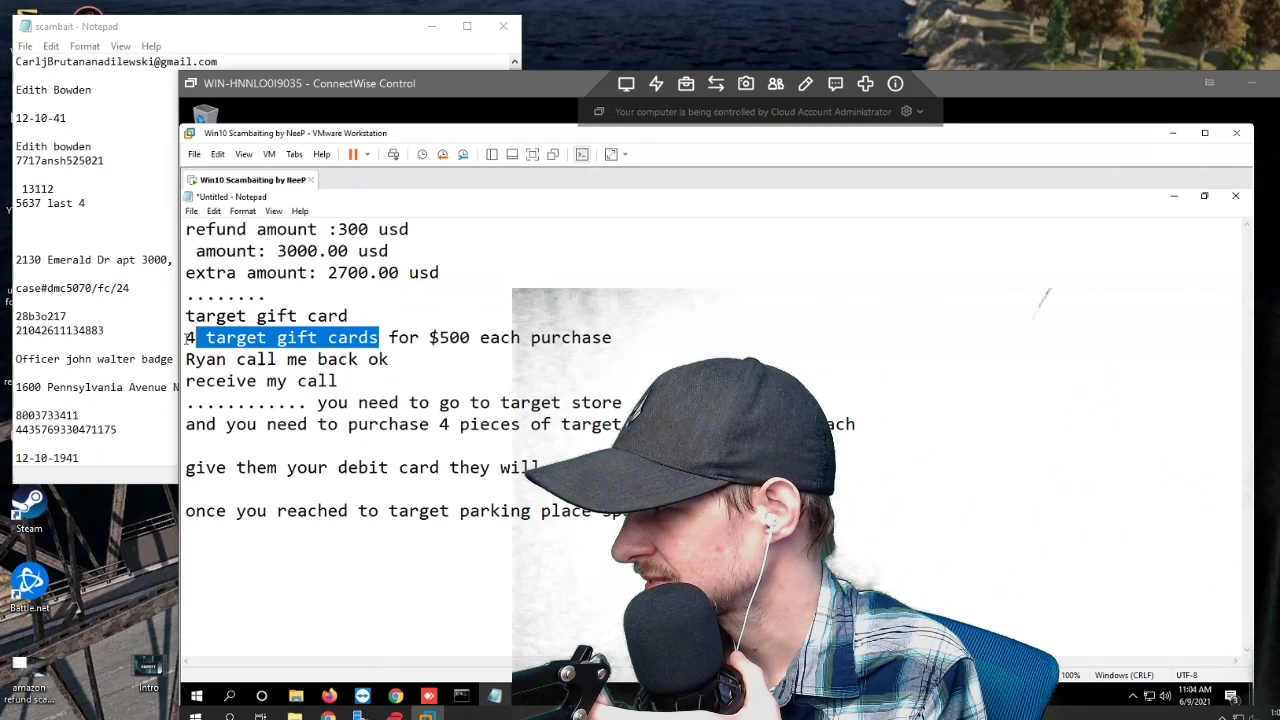 scambait - Notepad
File Edit Format View Help
CarljBrutananadilewski@gmail.com
Edith Bowden
12-10-41
Edith bowden
7717ansh525021
13112
5637 last 4
2130 Emerald Dr apt 3000,
case#dmc5070/fc/24
28b3o217
21042611134883
Officer john walter badge
1600 Pennsylvania Avenue N
8003733411
4435769330471175
12-10-1941
WIN-HNNLO0I9035 - ConnectWise Control
Your computer is being controlled by Cloud Account Administrator
Win10 Scambaiting by NeeP - VMware Workstation
File Edit View VM Tabs Help
Win10 Scambaiting by NeeP
*Untitled - Notepad
File Edit Format View Help
refund amount :300 usd
amount: 3000.00 usd
extra amount: 2700.00 usd
........
target gift card
4 target gift cards for $500 each purchase
Ryan call me back ok
receive my call
............ you need to go to target store
and you need to purchase 4 pieces of target
give them your debit card they will
once you reached to target parking place
100% Windows (CRLF) UTF-8
11:04 AM
6/9/2021
Steam
Battle.net
amazon
refund sca...
Intro